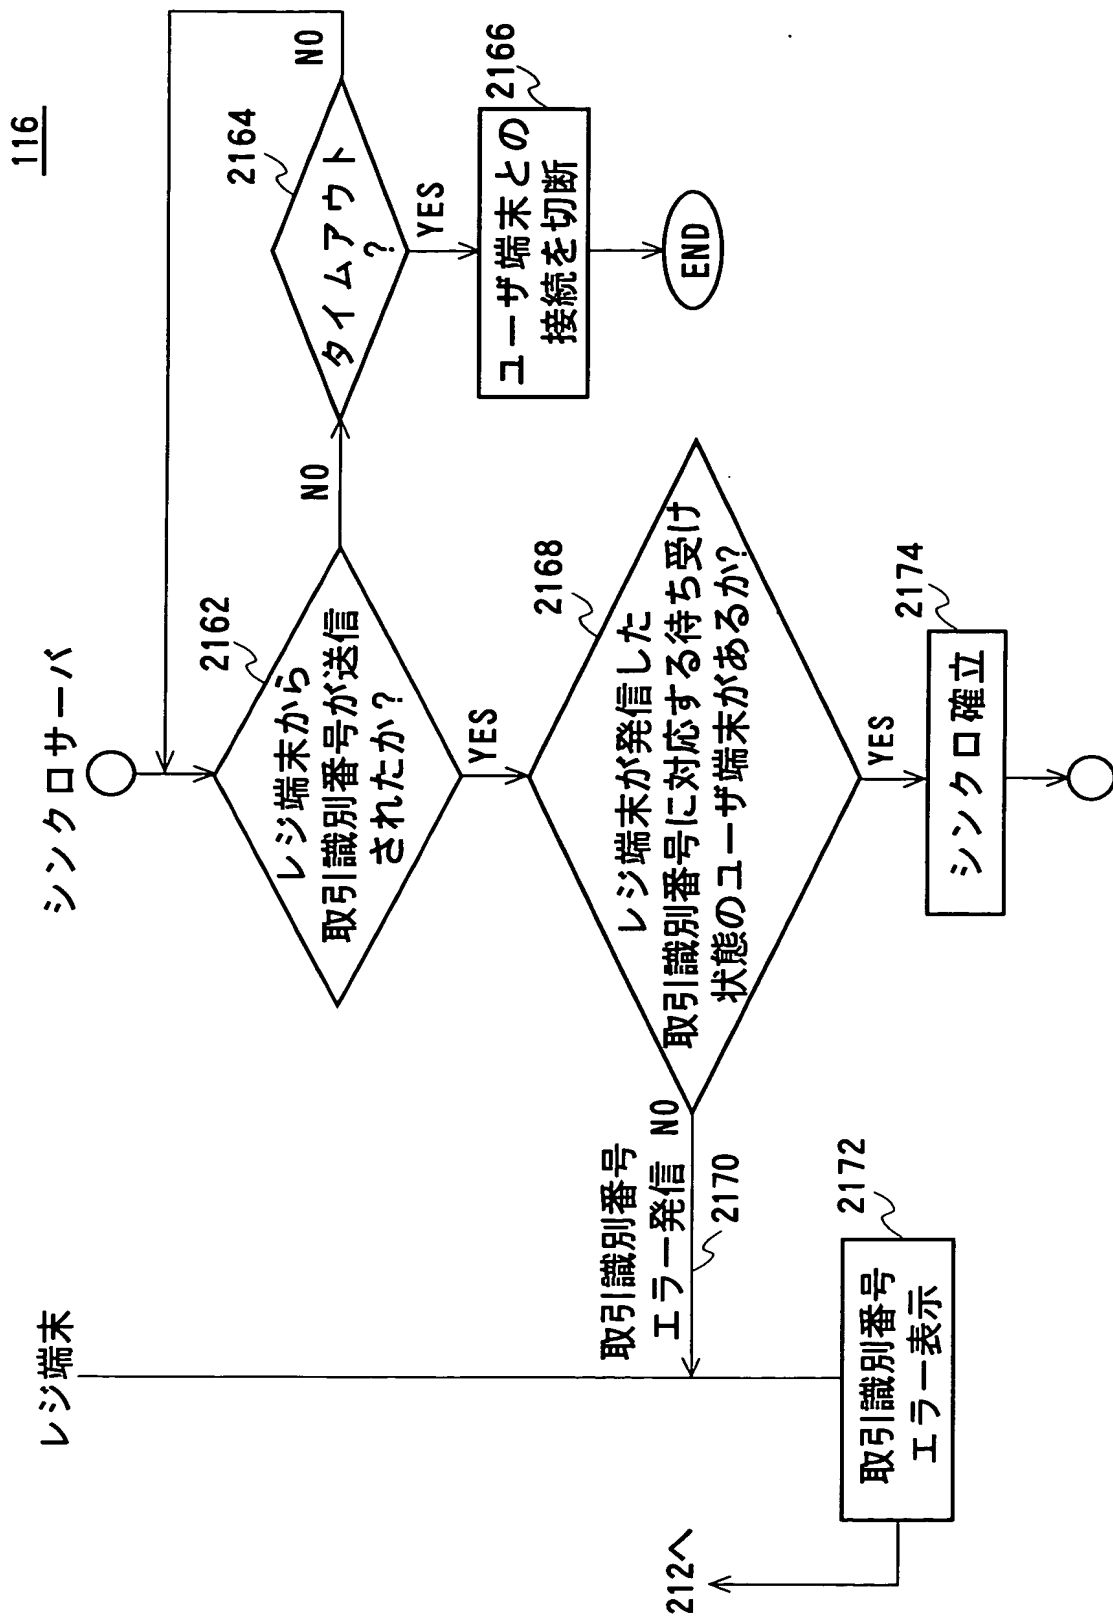 116
レジ端末
シンクロサーバ
2162
レジ端末から
取引識別番号が送信
されたか?
NO
YES
2164
タイムアウト
?
NO
YES
2166
ユーザ端末との
接続を切断
END
2168
レジ端末が発信した
取引識別番号に対応する待ち受け
状態のユーザ端末があるか?
NO
YES
取引識別番号
エラー発信
2170
2172
取引識別番号
エラー表示
212へ
2174
シンクロ確立